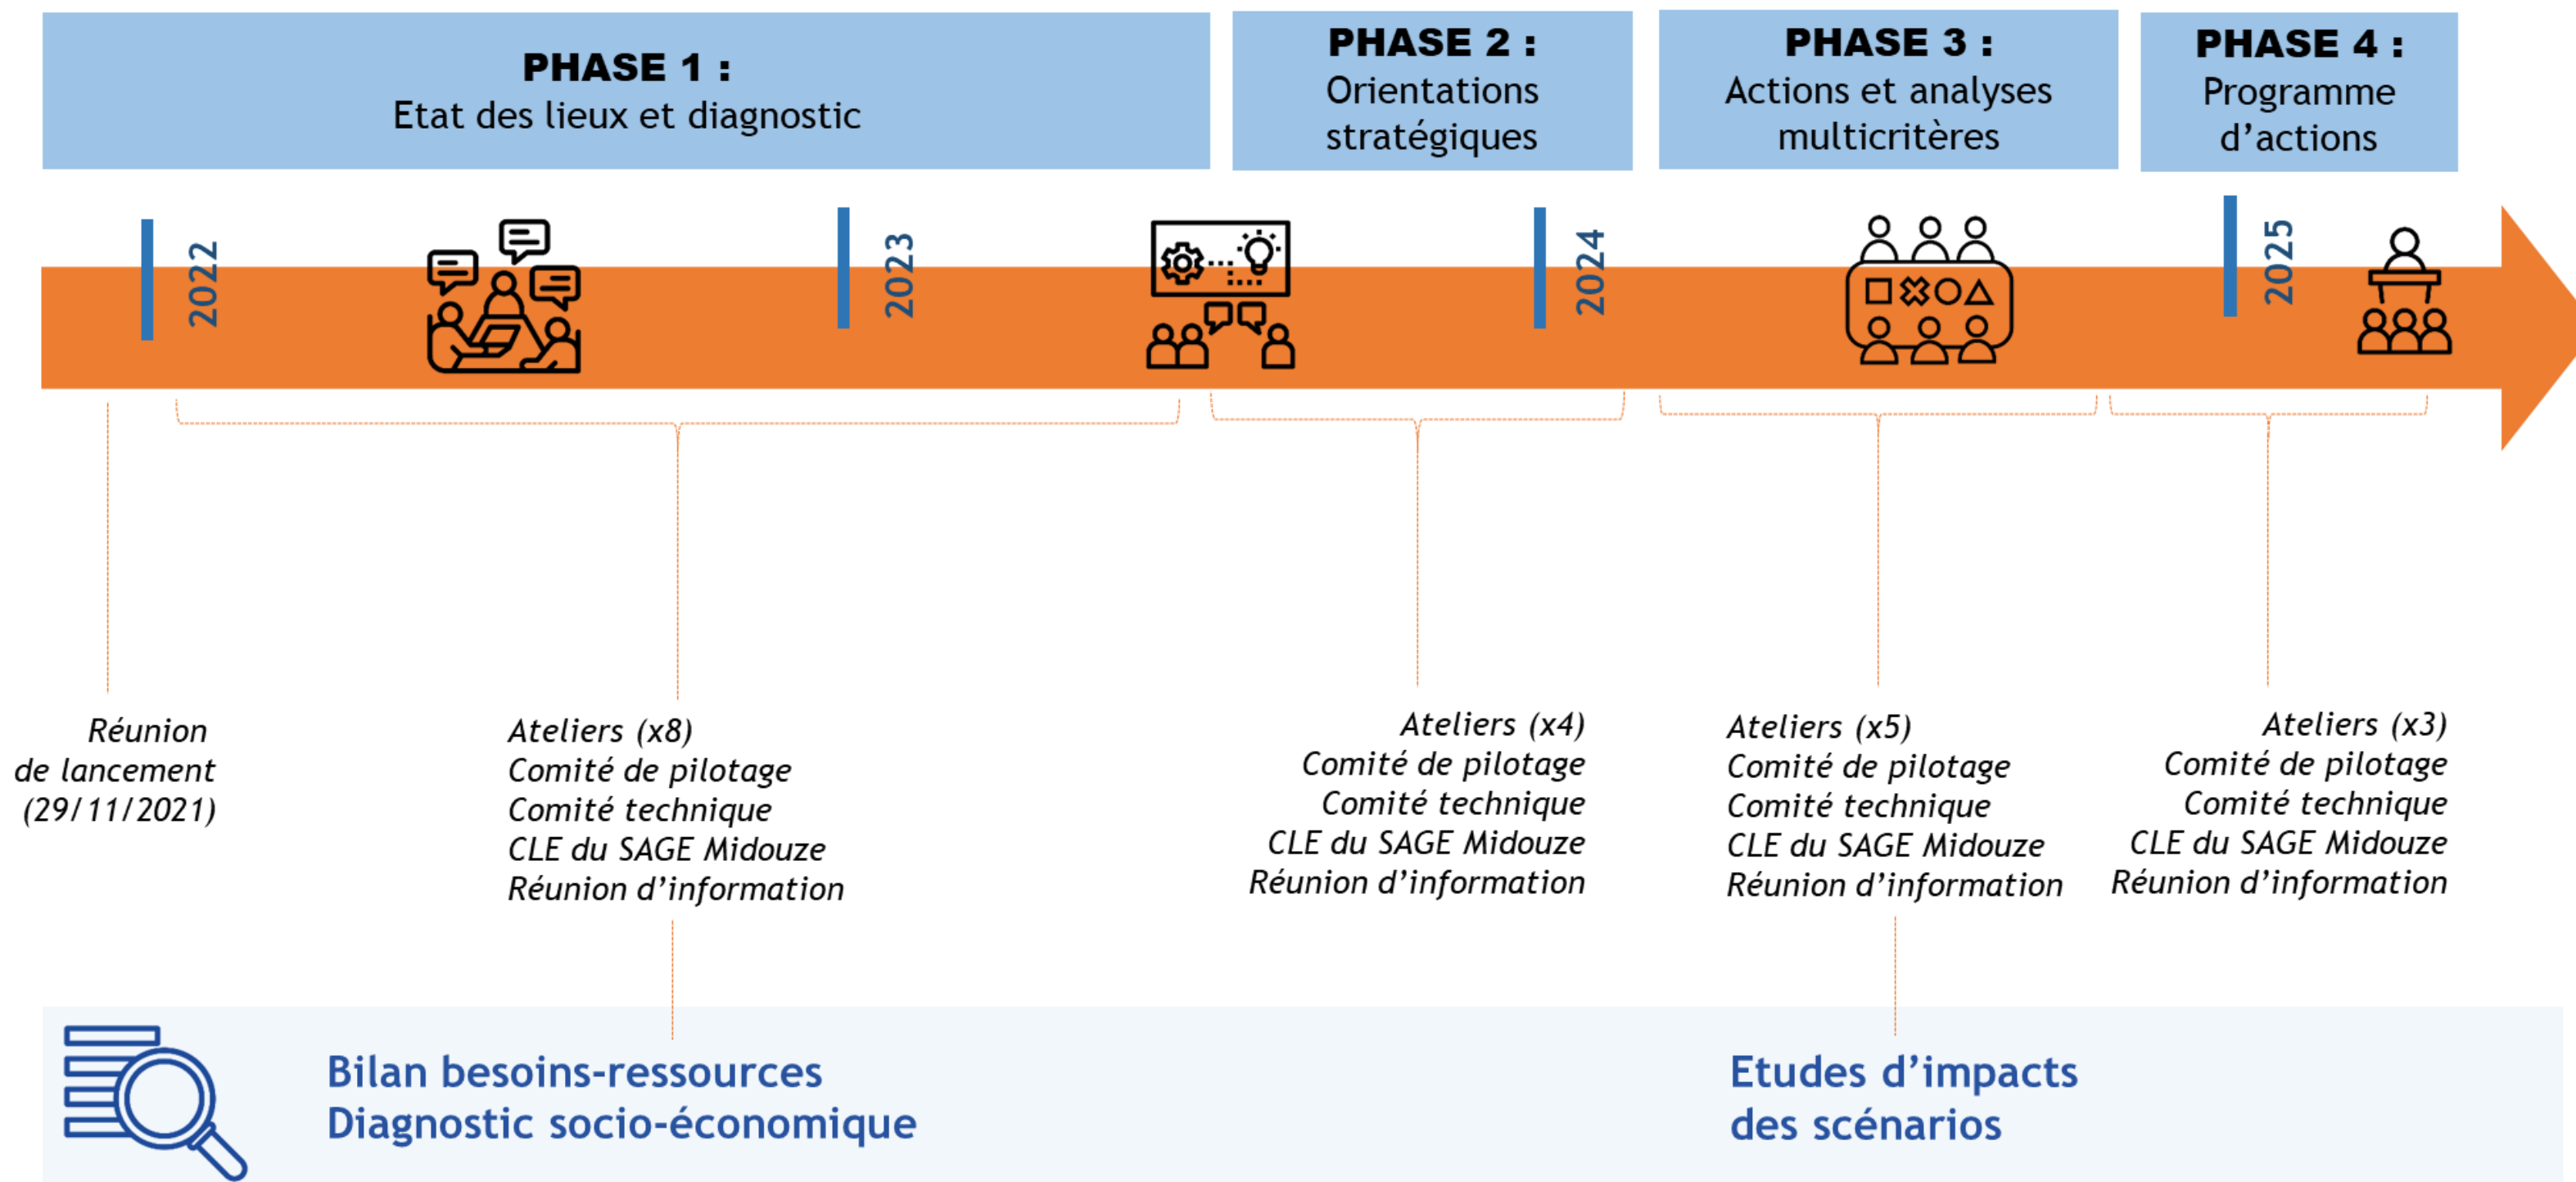 PHASE 1 :
Etat des lieux et diagnostic
PHASE 2 :
Orientations
stratégiques
PHASE 3 :
Actions et analyses
multicritères
PHASE 4 :
Programme
d’actions
2022
2023
2024
2025
Réunion
de lancement
(29/11/2021)
Ateliers (x8)
Comité de pilotage
Comité technique
CLE du SAGE Midouze
Réunion d’information
Ateliers (x4)
Comité de pilotage
Comité technique
CLE du SAGE Midouze
Réunion d’information
Ateliers (x5)
Comité de pilotage
Comité technique
CLE du SAGE Midouze
Réunion d’information
Ateliers (x3)
Comité de pilotage
Comité technique
CLE du SAGE Midouze
Réunion d’information
Bilan besoins-ressources
Diagnostic socio-économique
Etudes d’impacts
des scénarios